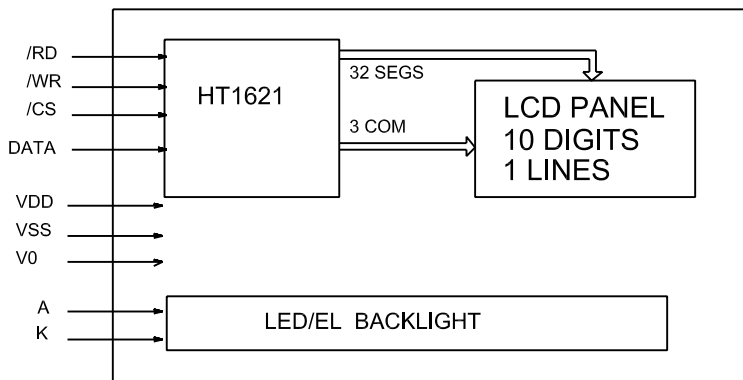 /RD
/WR
/CS
DATA
VDD
VSS
V0
A
K
HT1621
32 SEGS
3 COM
LCD PANEL
10 DIGITS
1 LINES
LED/EL BACKLIGHT